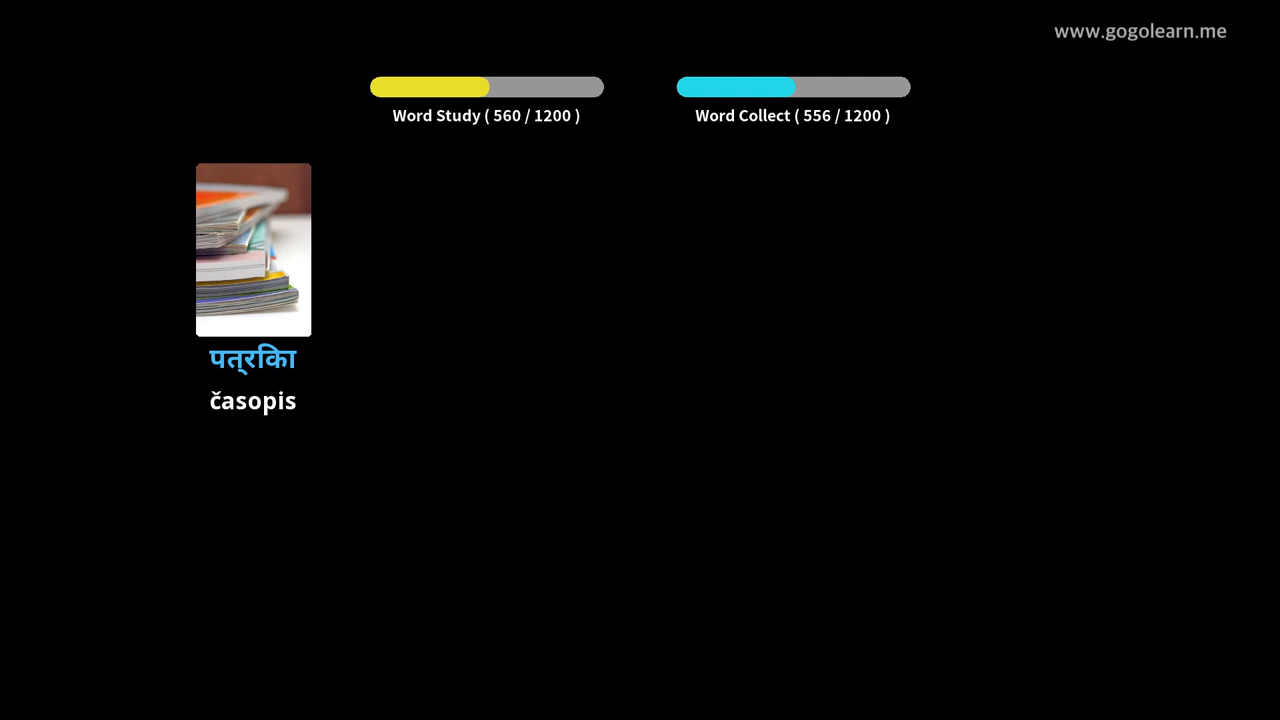 www.gogolearn.me
Word Study ( 560 / 1200 )
Word Collect ( 556 / 1200 )
पत्रिका
časopis